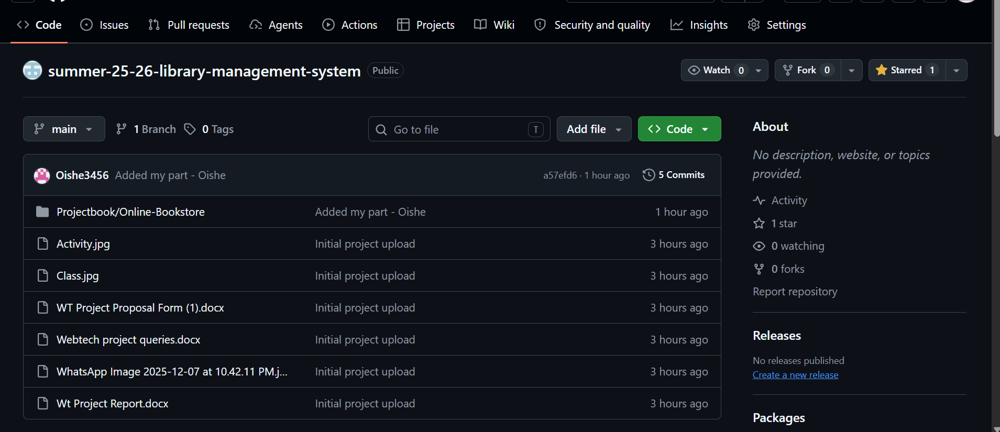 Code Issues Pull requests Agents Actions Projects Wiki Security and quality Insights Settings
summer-25-26-library-management-system Public Watch 0 Fork 0 Starred 1
main 1 Branch 0 Tags Go to file T Add file Code
Oishe3456 Added my part - Oishe a57efd6 · 1 hour ago 5 Commits
Projectbook/Online-Bookstore Added my part - Oishe 1 hour ago
Activity.jpg Initial project upload 3 hours ago
Class.jpg Initial project upload 3 hours ago
WT Project Proposal Form (1).docx Initial project upload 3 hours ago
Webtech project queries.docx Initial project upload 3 hours ago
WhatsApp Image 2025-12-07 at 10.42.11 PM.j... Initial project upload 3 hours ago
Wt Project Report.docx Initial project upload 3 hours ago
About
No description, website, or topics
provided.
Activity
1 star
0 watching
0 forks
Report repository
Releases
No releases published
Create a new release
Packages